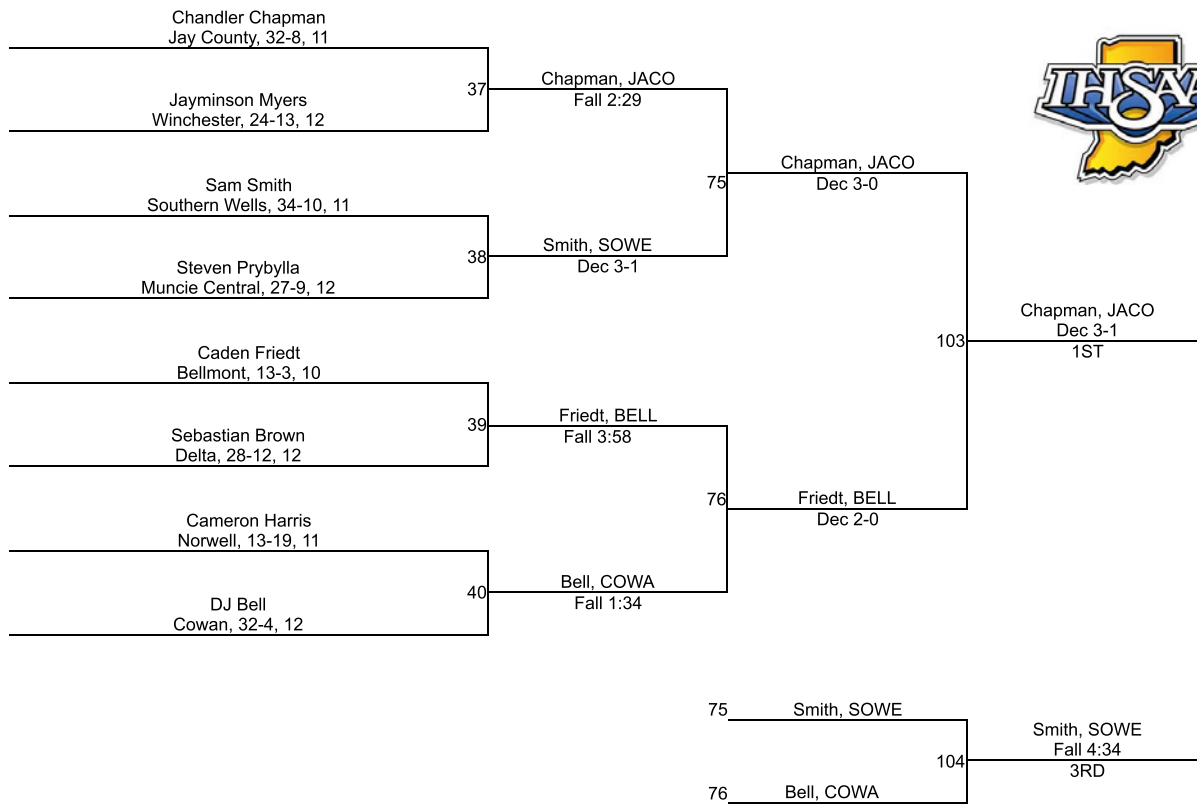 Chandler Chapman
Jay County, 32-8, 11
Jayminson Myers
Winchester, 24-13, 12
37
Chapman, JACO
Fall 2:29
Sam Smith
Southern Wells, 34-10, 11
Steven Prybylla
Muncie Central, 27-9, 12
38
Smith, SOWE
Dec 3-1
75
Chapman, JACO
Dec 3-0
Caden Friedt
Bellmont, 13-3, 10
Sebastian Brown
Delta, 28-12, 12
39
Friedt, BELL
Fall 3:58
Cameron Harris
Norwell, 13-19, 11
DJ Bell
Cowan, 32-4, 12
40
Bell, COWA
Fall 1:34
76
Friedt, BELL
Dec 2-0
103
Chapman, JACO
Dec 3-1
1ST
IHSAA
75
Smith, SOWE
76
Bell, COWA
104
Smith, SOWE
Fall 4:34
3RD